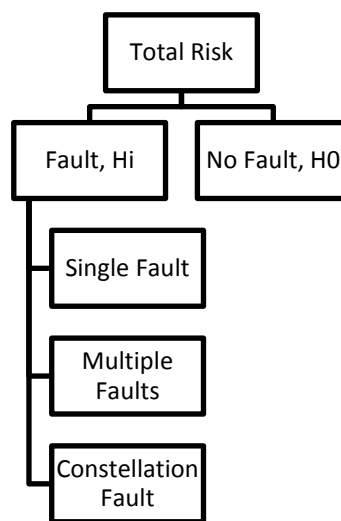 Total Risk
Fault, Hi
No Fault, H0
Single Fault
Multiple
Faults
Constellation
Fault